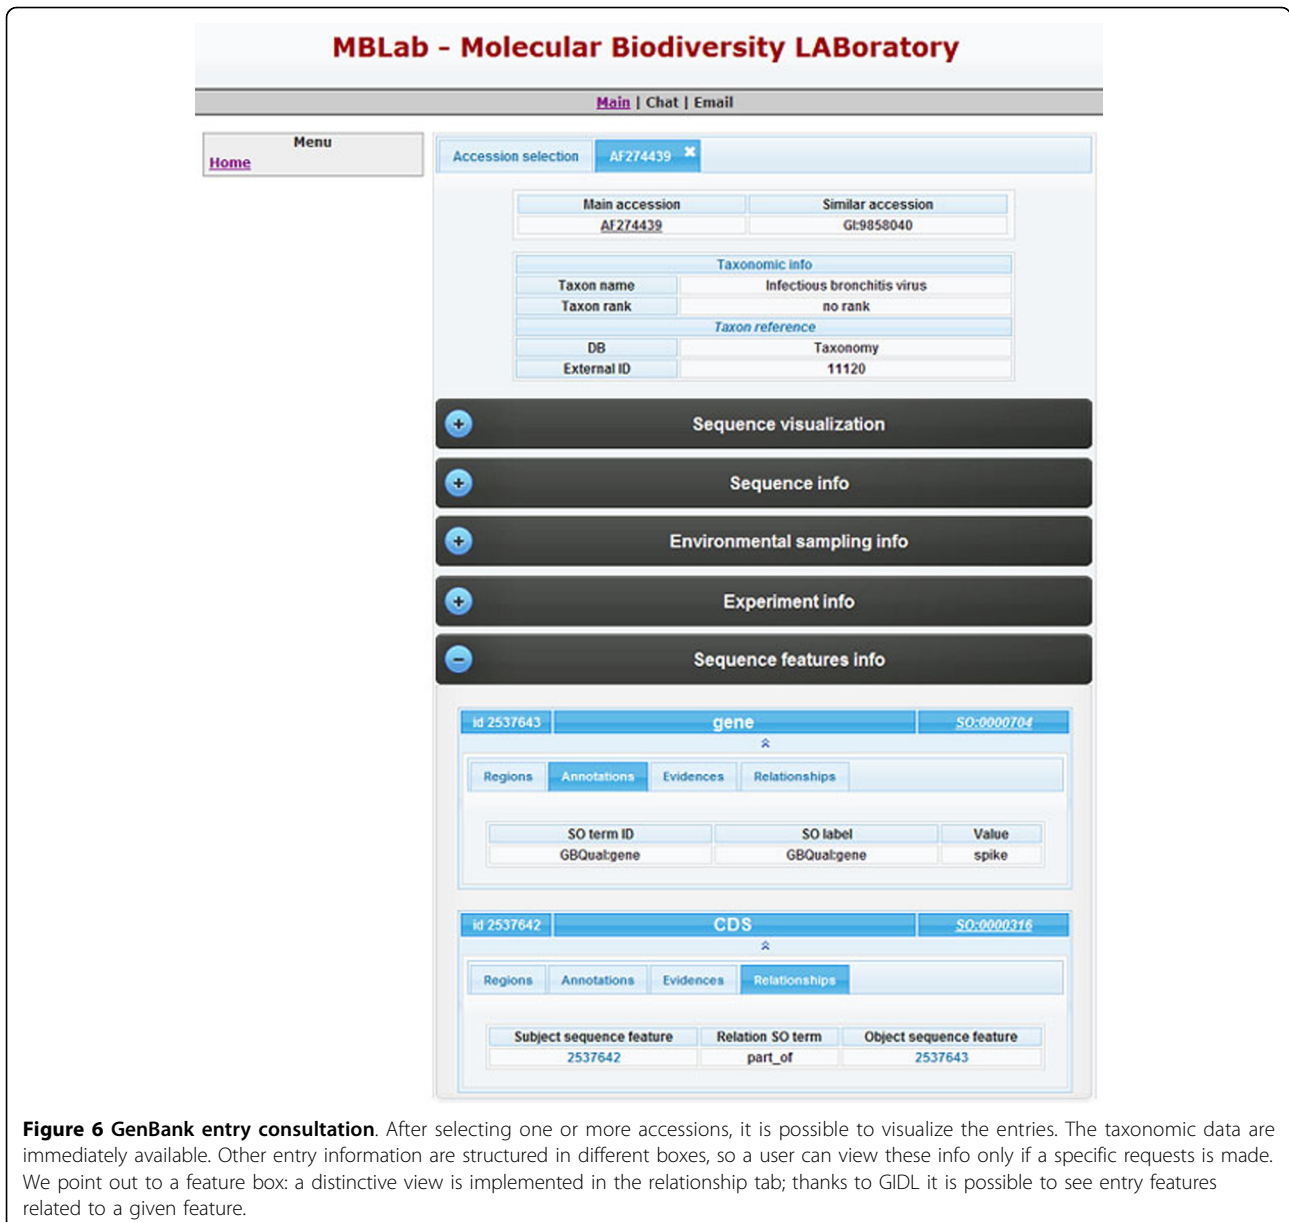 MBLab - Molecular Biodiversity LABoratory
Main | Chat | Email
Menu
Home
Accession selection AF274439
Main accession Similar accession
AF274439 GI:9858040
Taxonomic info
Taxon name Infectious bronchitis virus
Taxon rank no rank
Taxon reference
DB Taxonomy
External ID 11120
Sequence visualization
Sequence info
Environmental sampling info
Experiment info
Sequence features info
id 2537643 gene SO:0000704
Regions Annotations Evidences Relationships
SO term ID SO label Value
GBQual:gene GBQual:gene spike
id 2537642 CDS SO:0000316
Regions Annotations Evidences Relationships
Subject sequence feature Relation SO term Object sequence feature
2537642 part_of 2537643
Figure 6 GenBank entry consultation. After selecting one or more accessions, it is possible to visualize the entries. The taxonomic data are
immediately available. Other entry information are structured in different boxes, so a user can view these info only if a specific requests is made.
We point out to a feature box: a distinctive view is implemented in the relationship tab; thanks to GIDL it is possible to see entry features
related to a given feature.